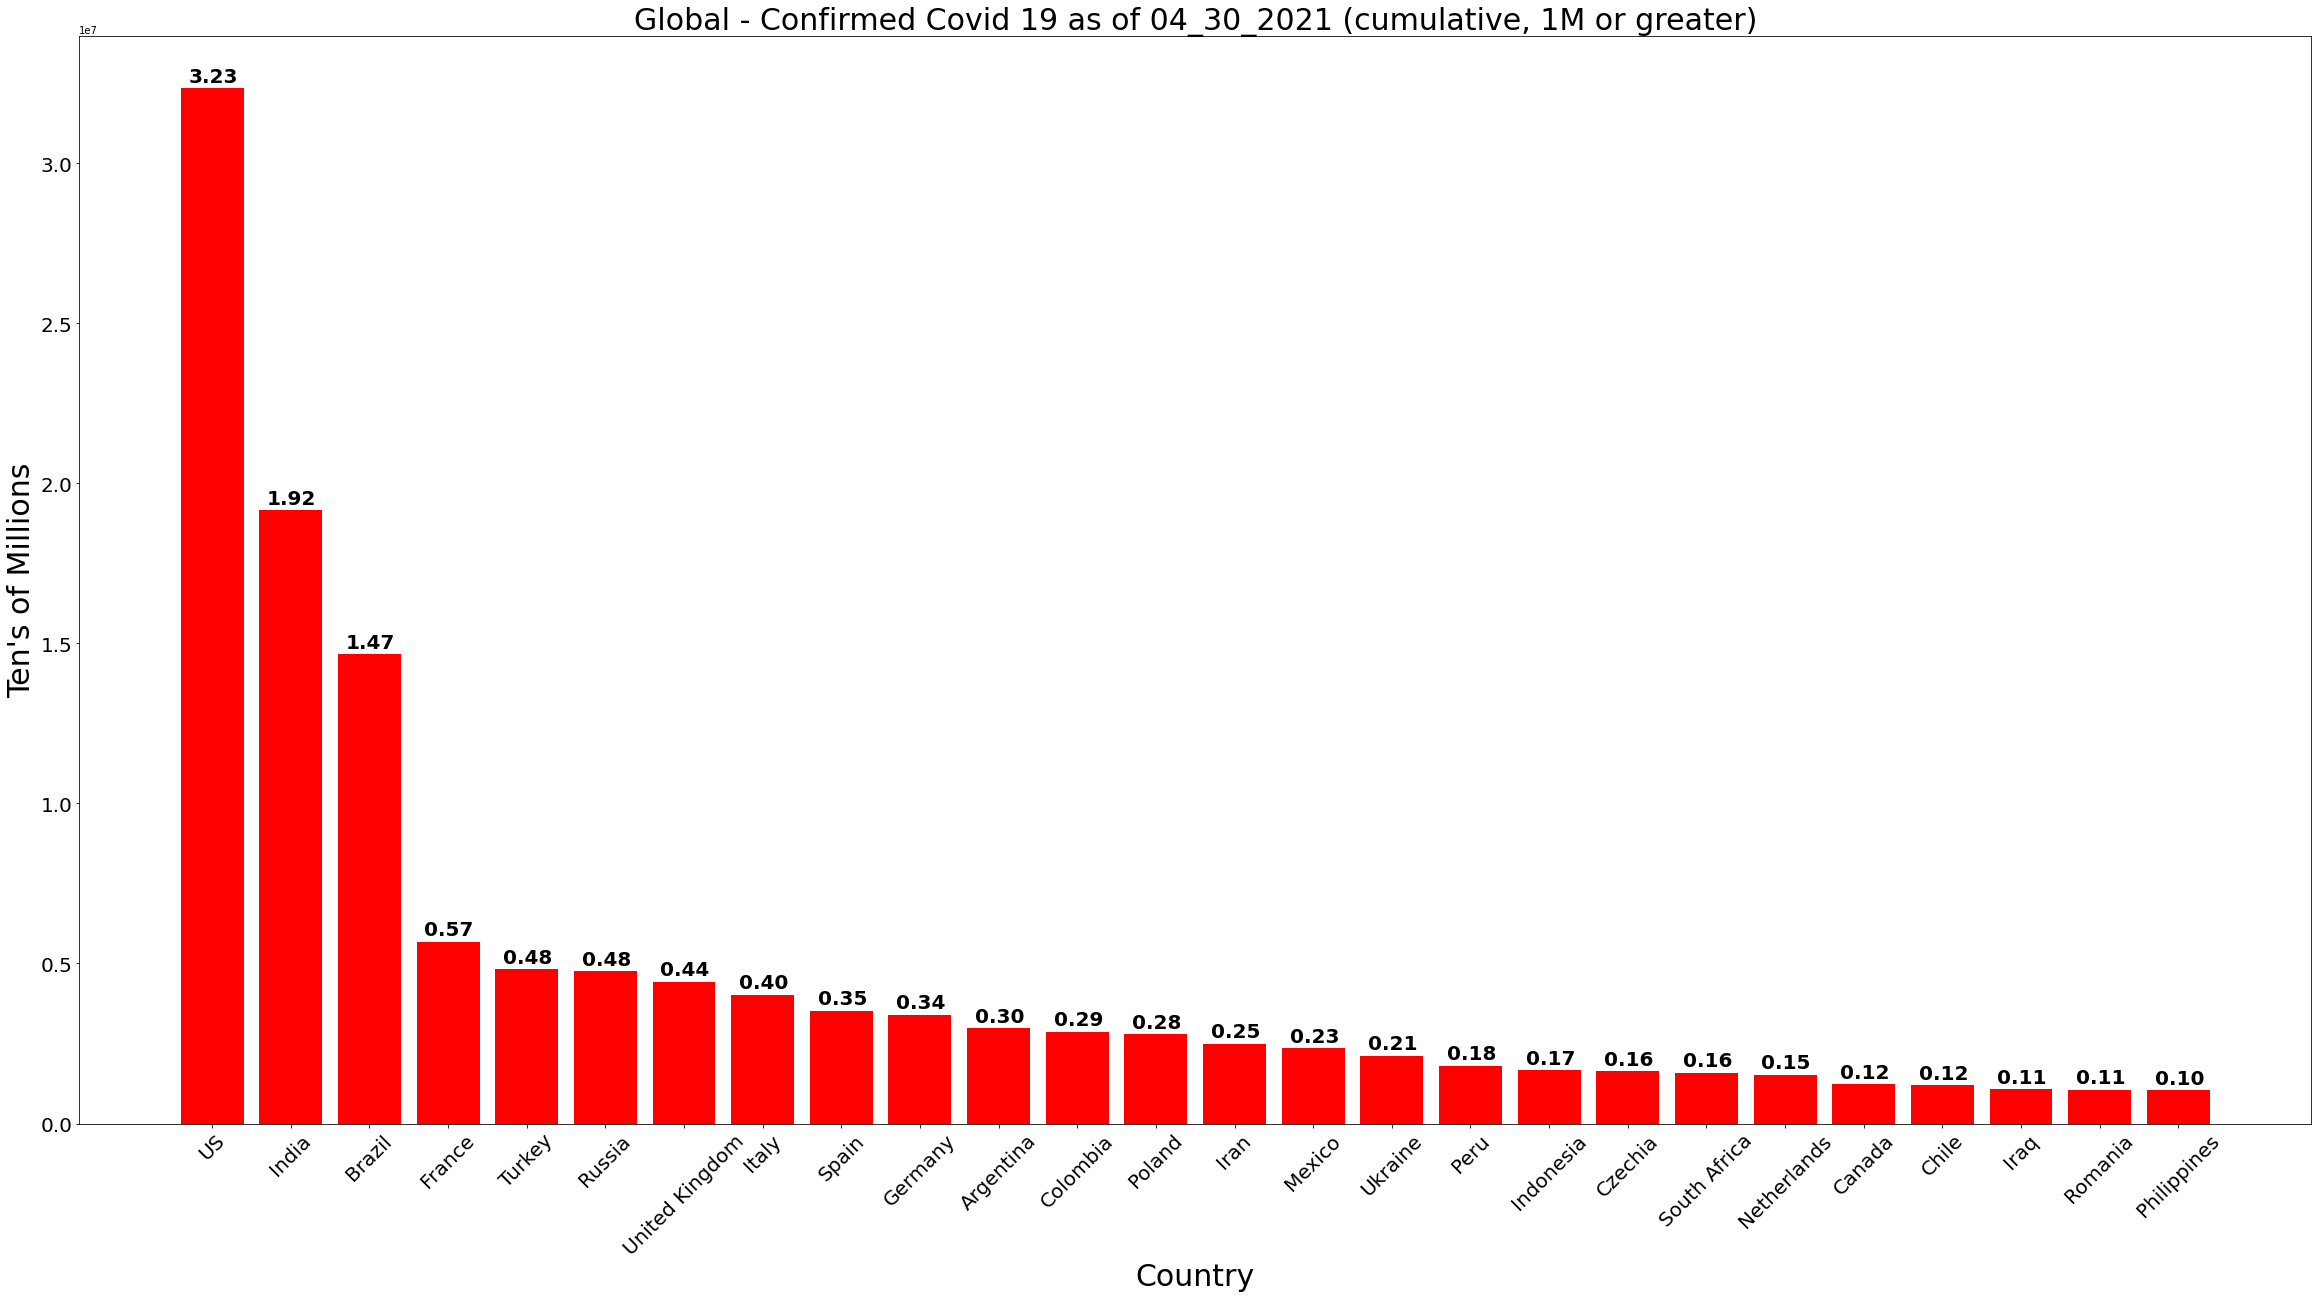 Global - Confirmed Covid 19 as of 04_30_2021 (cumulative, 1M or greater)
1e7
3.23
3.0
2.5
2.0
1.92
1.5
1.47
1.0
0.57
0.48
0.48
0.44
0.40
0.35
0.34
0.30
0.29
0.28
0.25
0.23
0.21
0.18
0.17
0.16
0.16
0.15
0.12
0.12
0.11
0.11
0.10
0.5
0.0
Ten's of Millions
US
India
Brazil
France
Turkey
Russia
United Kingdom
Italy
Spain
Germany
Argentina
Colombia
Poland
Iran
Mexico
Ukraine
Peru
Indonesia
Czechia
South Africa
Netherlands
Canada
Chile
Iraq
Romania
Philippines
Country